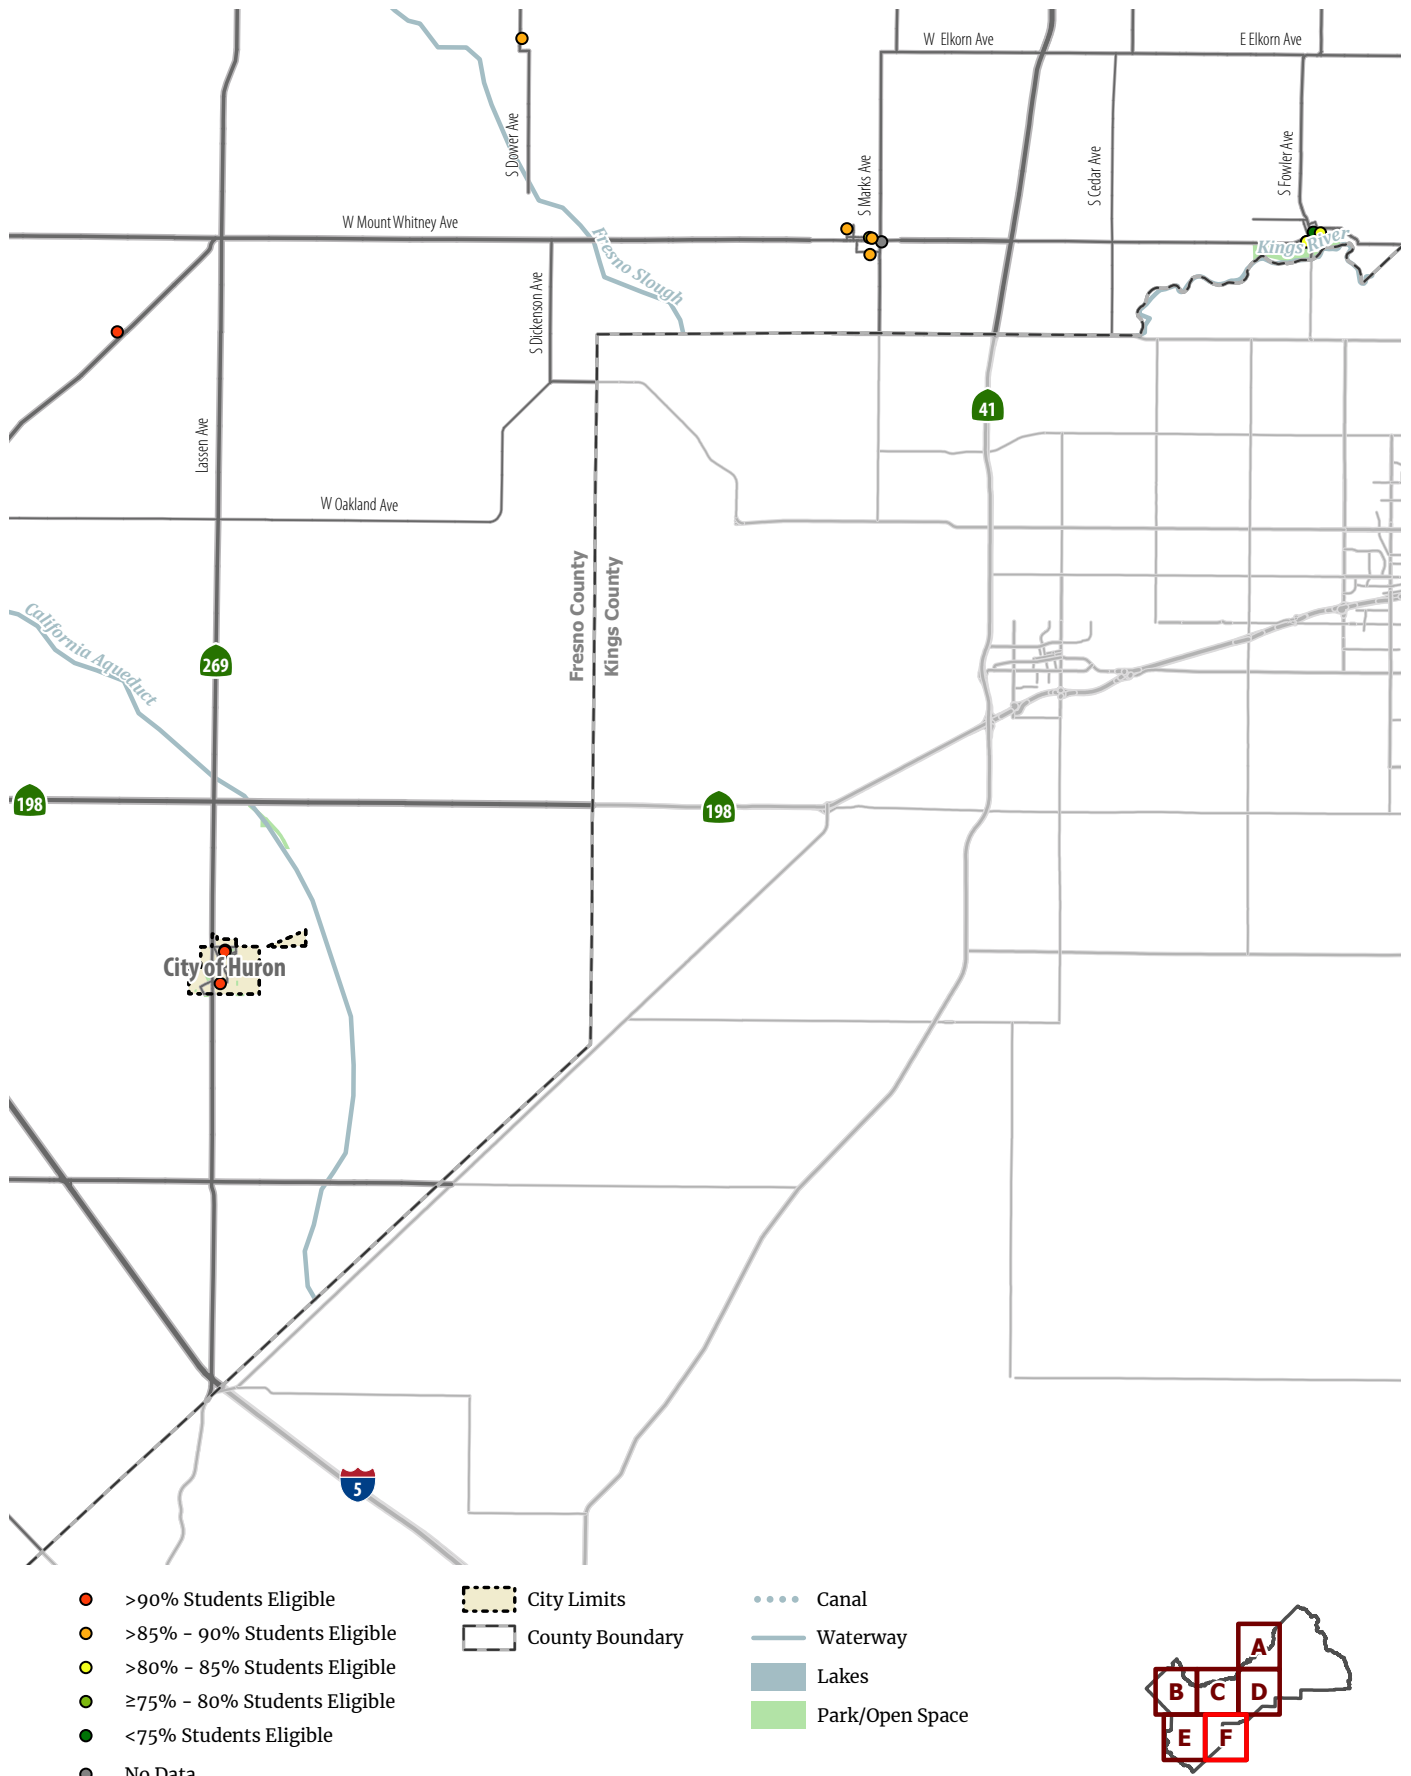 W Elkorn Ave
E Elkorn Ave
S Dower Ave
S Marks Ave
S Cedar Ave
S Fowler Ave
W Mount Whitney Ave
Fresno Slough
Kings River
S Dickenson Ave
41
Lassen Ave
W Oakland Ave
Fresno County
Kings County
California Aqueduct
269
198
198
City of Huron
5
>90% Students Eligible
>85% - 90% Students Eligible
>80% - 85% Students Eligible
≥75% - 80% Students Eligible
<75% Students Eligible
No Data
City Limits
County Boundary
Canal
Waterway
Lakes
Park/Open Space
A
B C D
E F